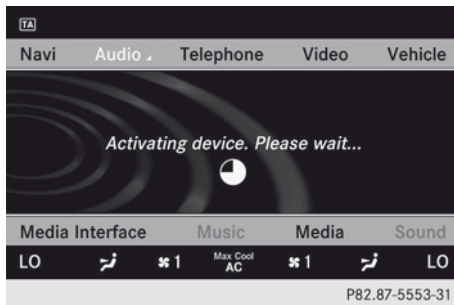 TA
Navi Audio Telephone Video Vehicle
Activating device. Please wait...
Media Interface Music Media Sound
LO 1 Max Cool AC 1 LO
P82.87-5553-31